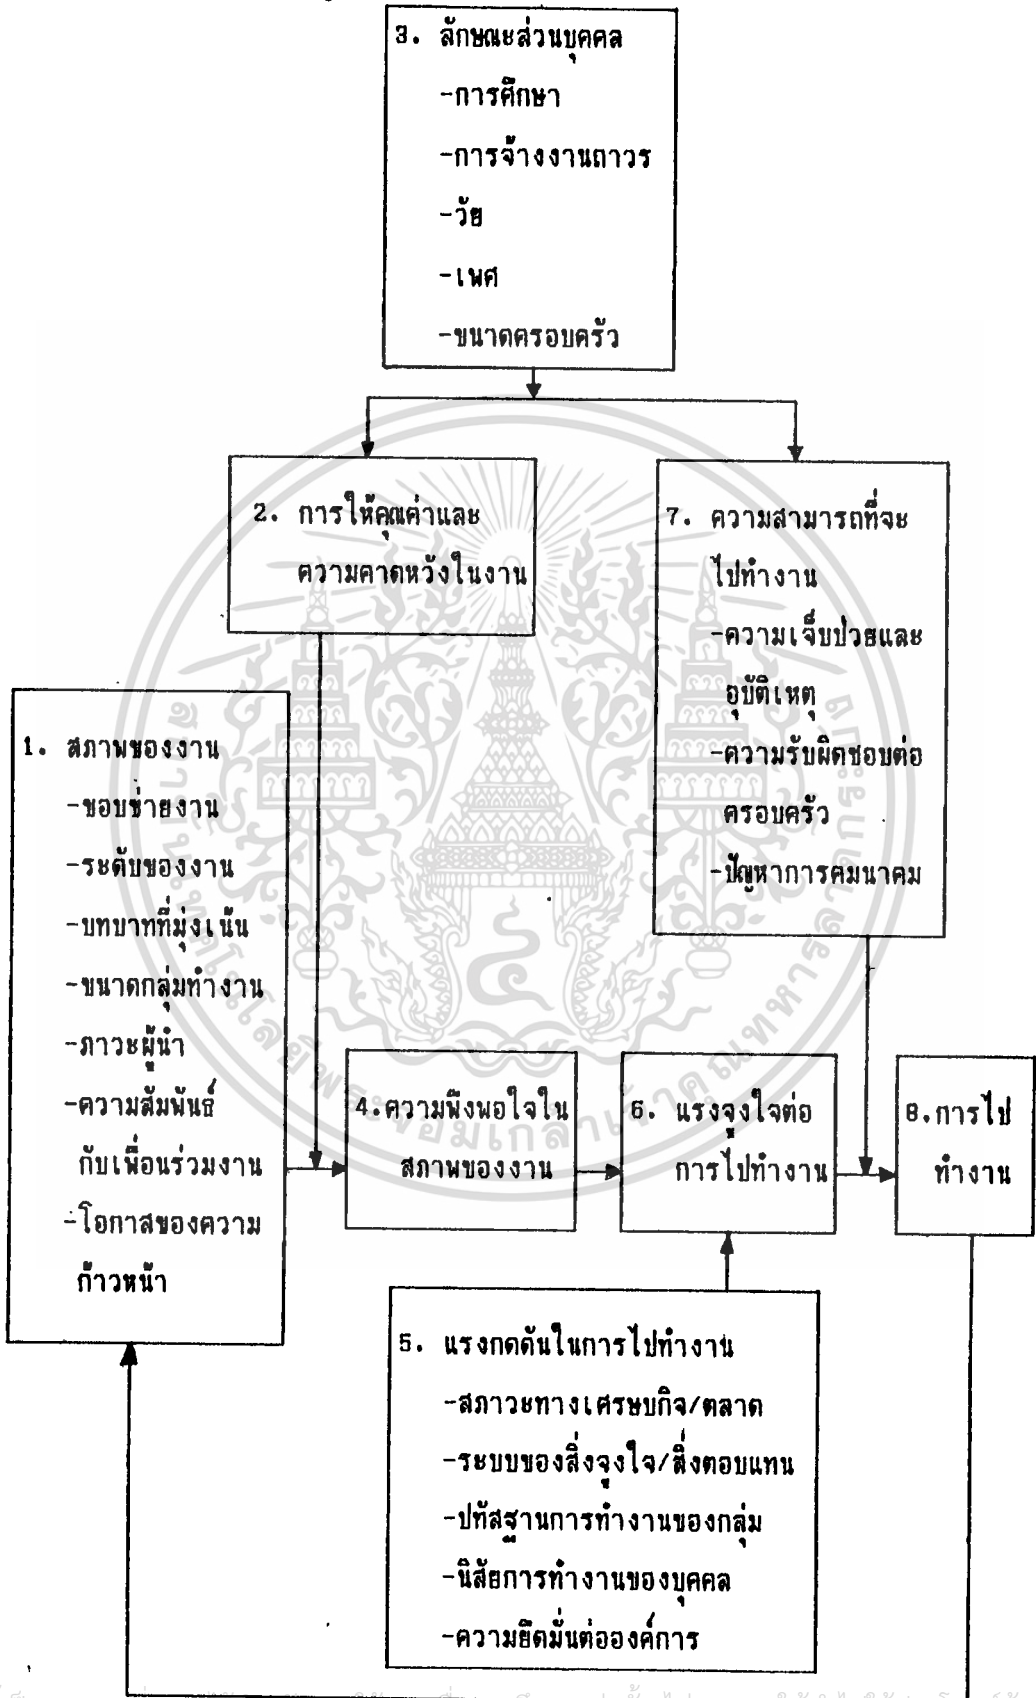 3. ลักษณะส่วนบุคคล
-การศึกษา
-การจ้างงานถาวร
-วัย
-เพศ
-ขนาดครอบครัว
2. การให้คุณค่าและ
ความคาดหวังในงาน
7. ความสามารถที่จะ
ไปทำงาน
-ความเจ็บป่วยและ
อุบัติเหตุ
-ความรับผิดชอบต่อ
ครอบครัว
-ปัญหาการคมนาคม
1. สภาพของงาน
-ขอบข่ายงาน
-ระดับของงาน
-บทบาทที่มุ่งเน้น
-ขนาดกลุ่มทำงาน
-ภาวะผู้นำ
-ความสัมพันธ์
กับเพื่อนร่วมงาน
-โอกาสของความ
ก้าวหน้า
4.ความพึงพอใจใน
สภาพของงาน
6. แรงจูงใจต่อ
การไปทำงาน
8.การไป
ทำงาน
5. แรงกดดันในการไปทำงาน
-สภาวะทางเศรษบกิจ/ตลาด
-ระบบของสิ่งจูงใจ/สิ่งตอบแทน
-ปทัสฐานการทำงานของกลุ่ม
-นิสัยการทำงานของบุคคล
-ความยึดมั่นต่อองค์การ